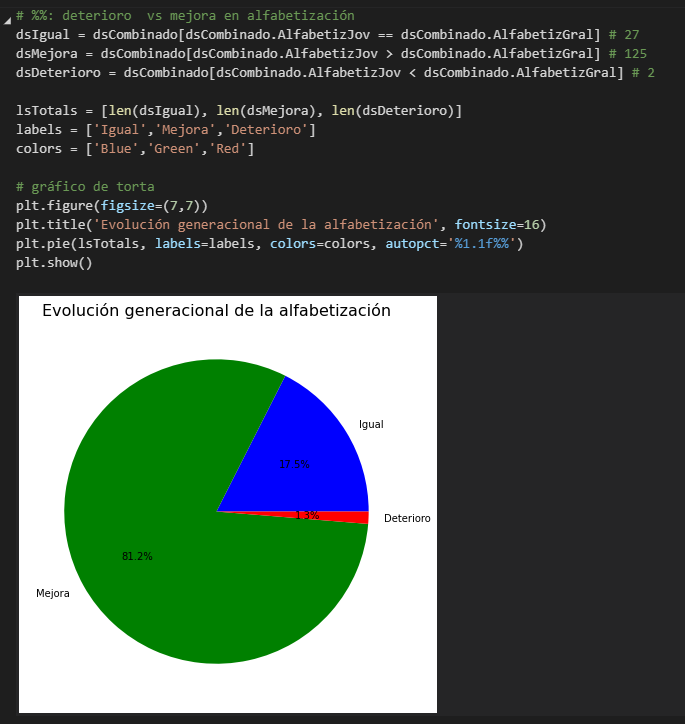 # %%: deterioro  vs mejora en alfabetización
dsIgual = dsCombinado[dsCombinado.AlfabetizJov == dsCombinado.AlfabetizGral] # 27
dsMejora = dsCombinado[dsCombinado.AlfabetizJov > dsCombinado.AlfabetizGral] # 125
dsDeterioro = dsCombinado[dsCombinado.AlfabetizJov < dsCombinado.AlfabetizGral] # 2
lsTotals = [len(dsIgual), len(dsMejora), len(dsDeterioro)]
labels = ['Igual','Mejora','Deterioro']
colors = ['Blue','Green','Red']
# gráfico de torta
plt.figure(figsize=(7,7))
plt.title('Evolución generacional de la alfabetización', fontsize=16)
plt.pie(lsTotals, labels=labels, colors=colors, autopct='%1.1f%%')
plt.show()
Evolución generacional de la alfabetización
Igual
17.5%
1.3%
Deterioro
81.2%
Mejora